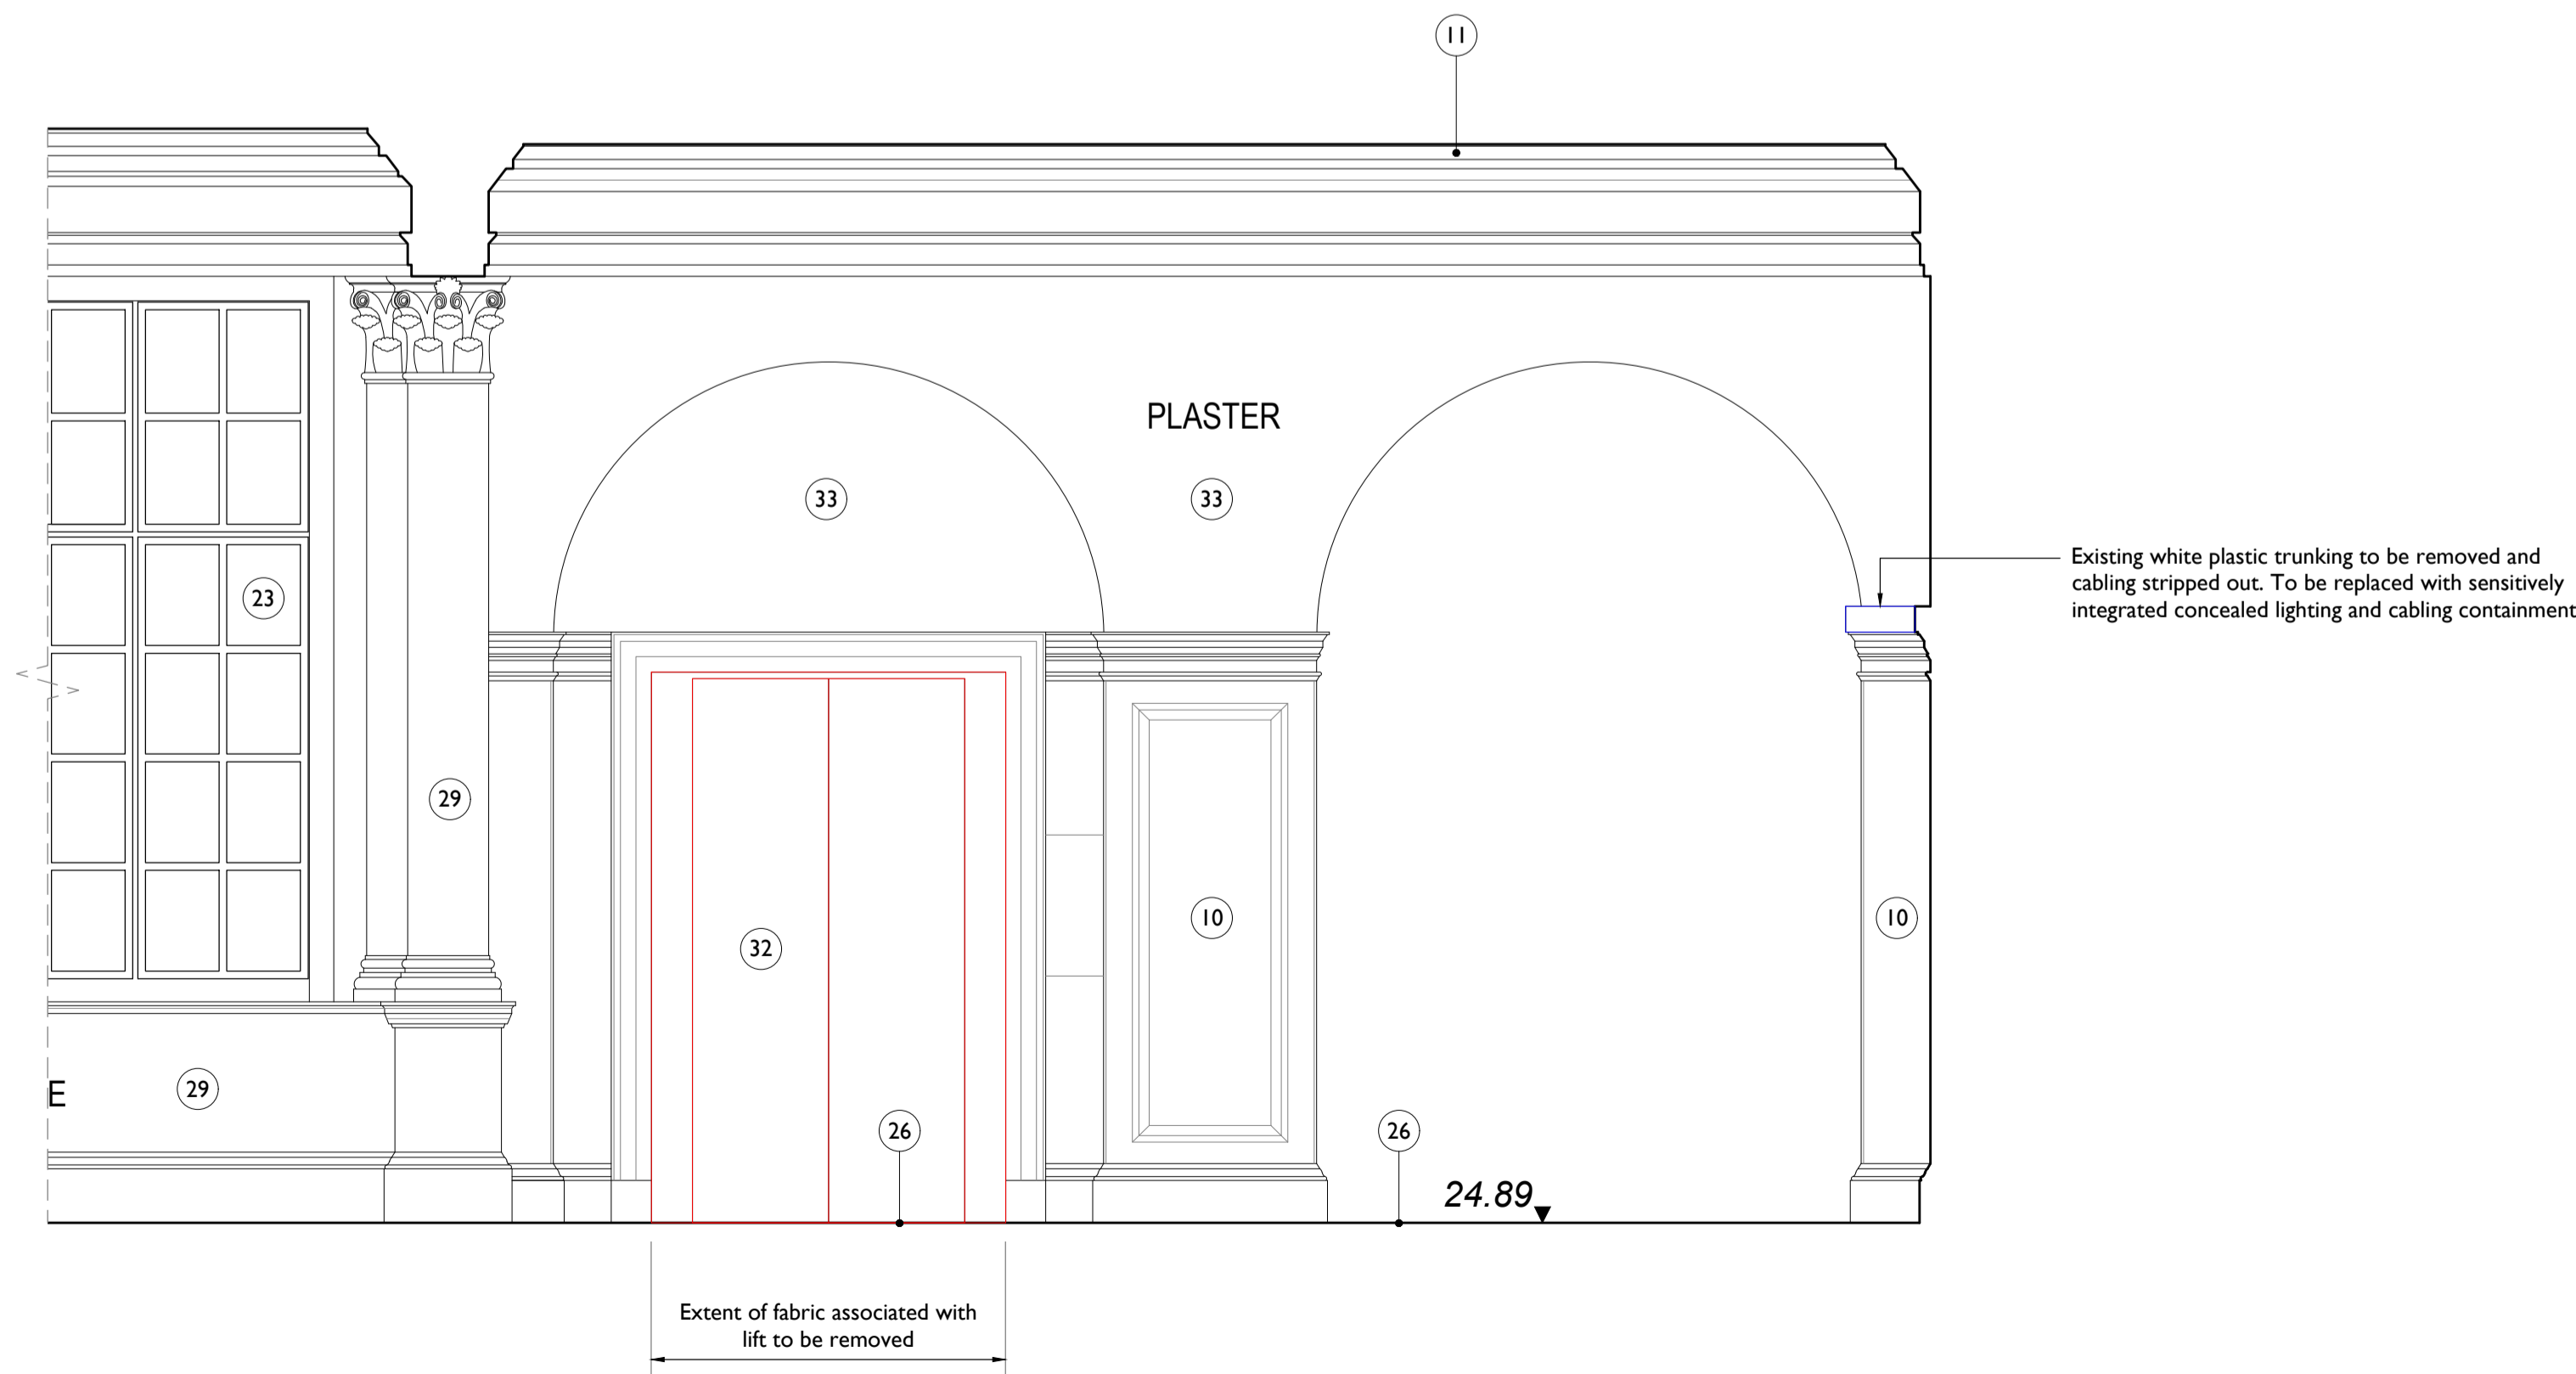 11
PLASTER
33
33
Existing white plastic trunking to be removed and
cabling stripped out. To be replaced with sensitively
integrated concealed lighting and cabling containment
23
29
10
10
32
29
E
26
26
24.89
Extent of fabric associated with
lift to be removed